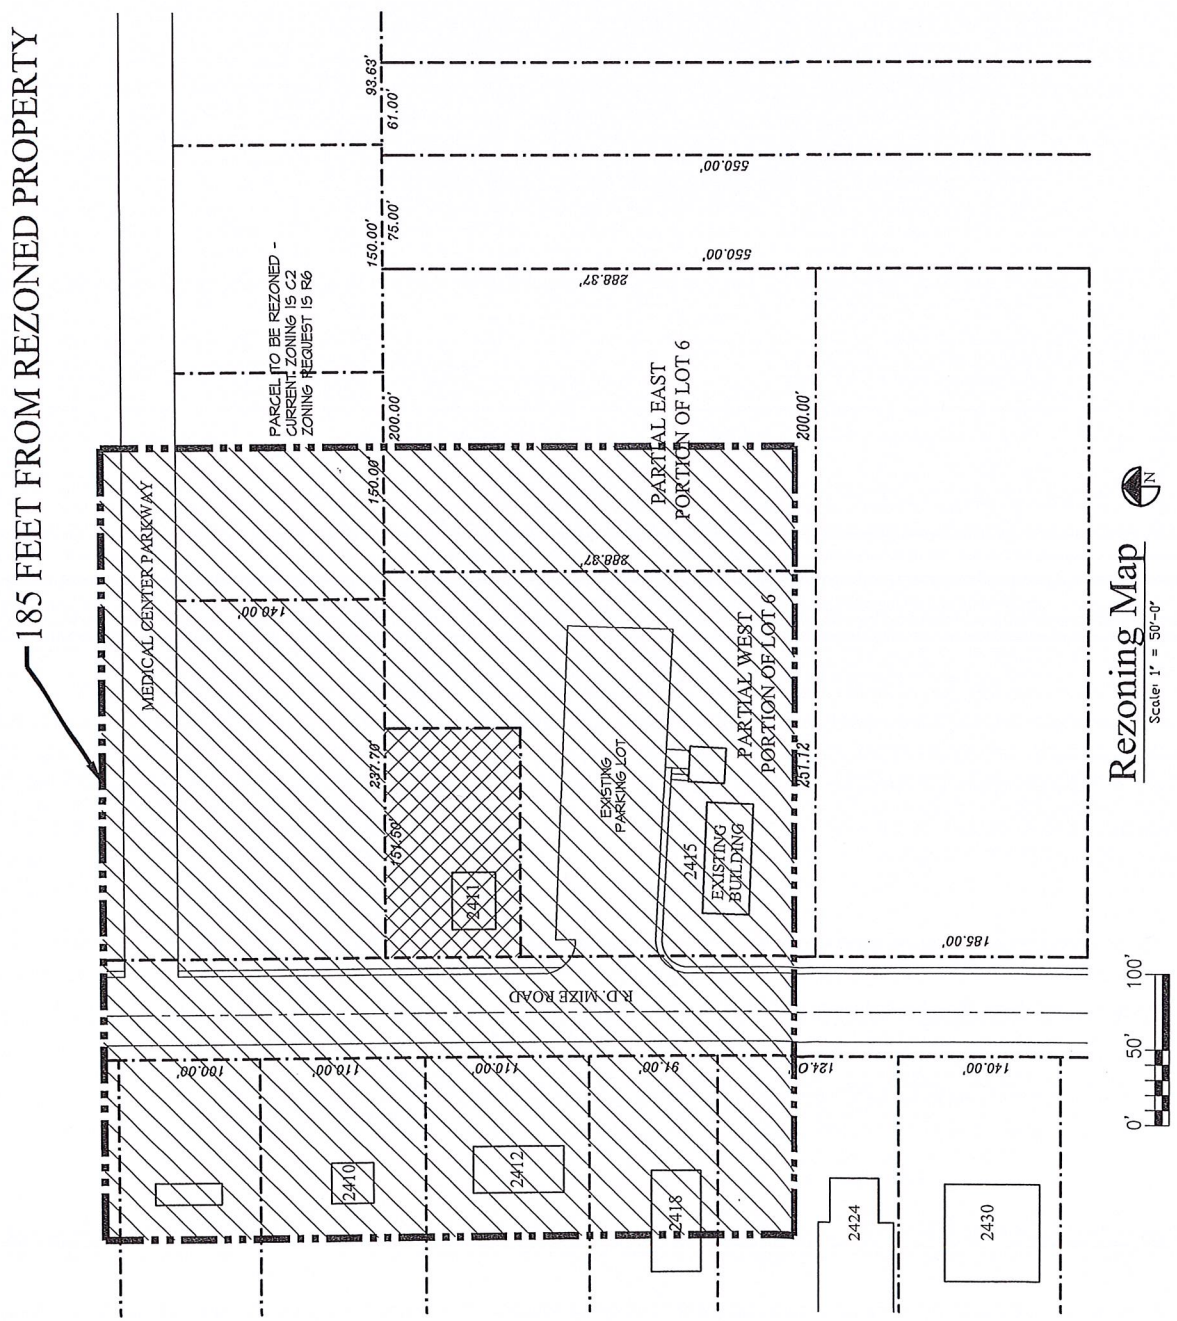 185 FEET FROM REZONED PROPERTY
MEDICAL CENTER PARKWAY
PARCEL TO BE REZONED -
CURRENT ZONING IS C2
ZONING REQUEST IS R6
140.00'
93.63'
61.00'
150.00'
75.00'
200.00'
150.00'
237.70'
151.50'
550.00'
550.00'
288.37'
288.37'
PARTIAL EAST
PORTION OF LOT 6
200.00'
PARTIAL WEST
PORTION OF LOT 6
251.12
EXISTING
PARKING LOT
2411
2415
EXISTING
BUILDING
185.00'
R.D. MIZE ROAD
100.00'
110.00'
110.00'
91.00'
124.0'
140.00'
2410
2412
2418
2424
2430
Rezoning Map
Scale: 1" = 50'-0"
N
0'
50'
100'